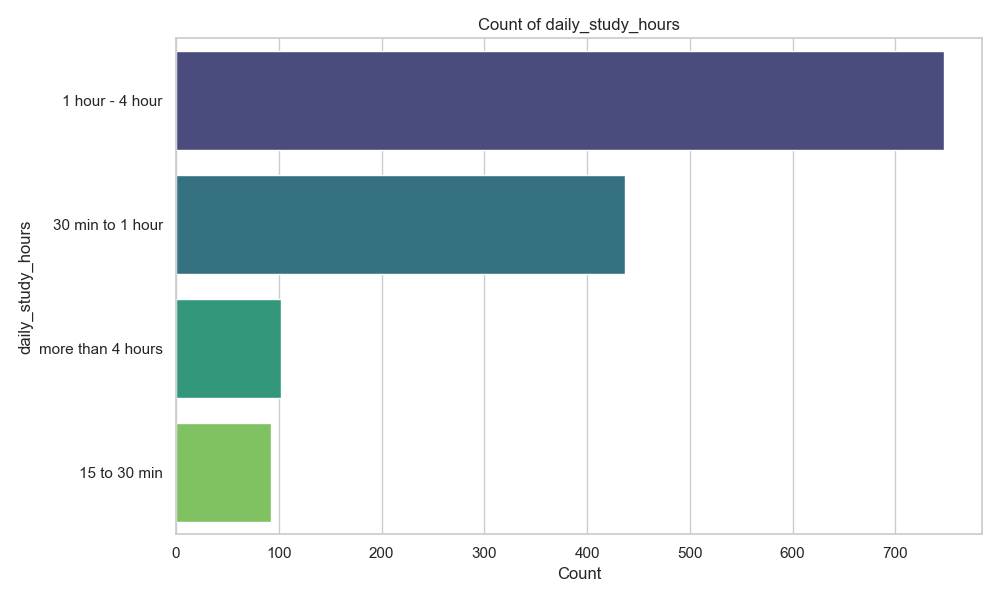 Count of daily_study_hours
daily_study_hours
1 hour - 4 hour
30 min to 1 hour
more than 4 hours
15 to 30 min
0 100 200 300 400 500 600 700
Count